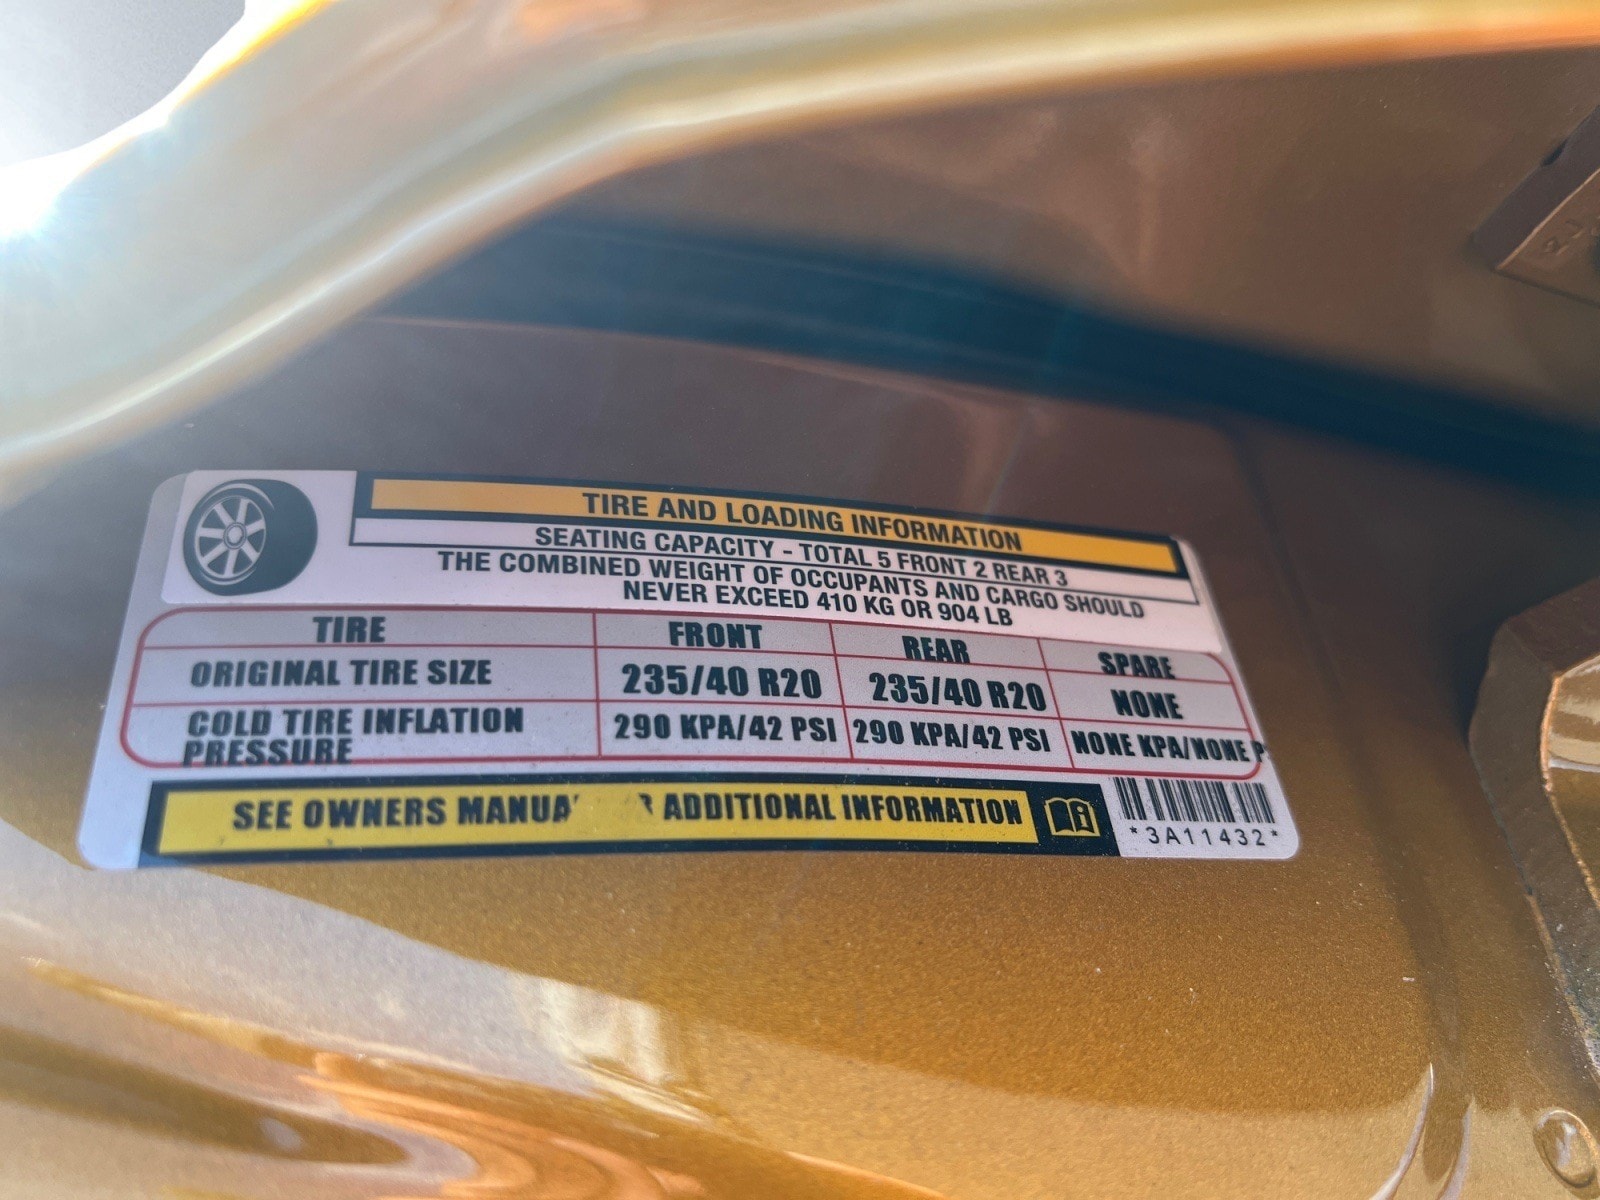 TIRE AND LOADING INFORMATION
SEATING CAPACITY - TOTAL 5 FRONT 2 REAR 3
THE COMBINED WEIGHT OF OCCUPANTS AND CARGO SHOULD
NEVER EXCEED 410 KG OR 904 LB
TIRE FRONT REAR SPARE
ORIGINAL TIRE SIZE 235/40 R20 235/40 R20 NONE
COLD TIRE INFLATION PRESSURE 290 KPA/42 PSI 290 KPA/42 PSI NONE KPA/NONE P
SEE OWNERS MANUA R ADDITIONAL INFORMATION
*3A11432*